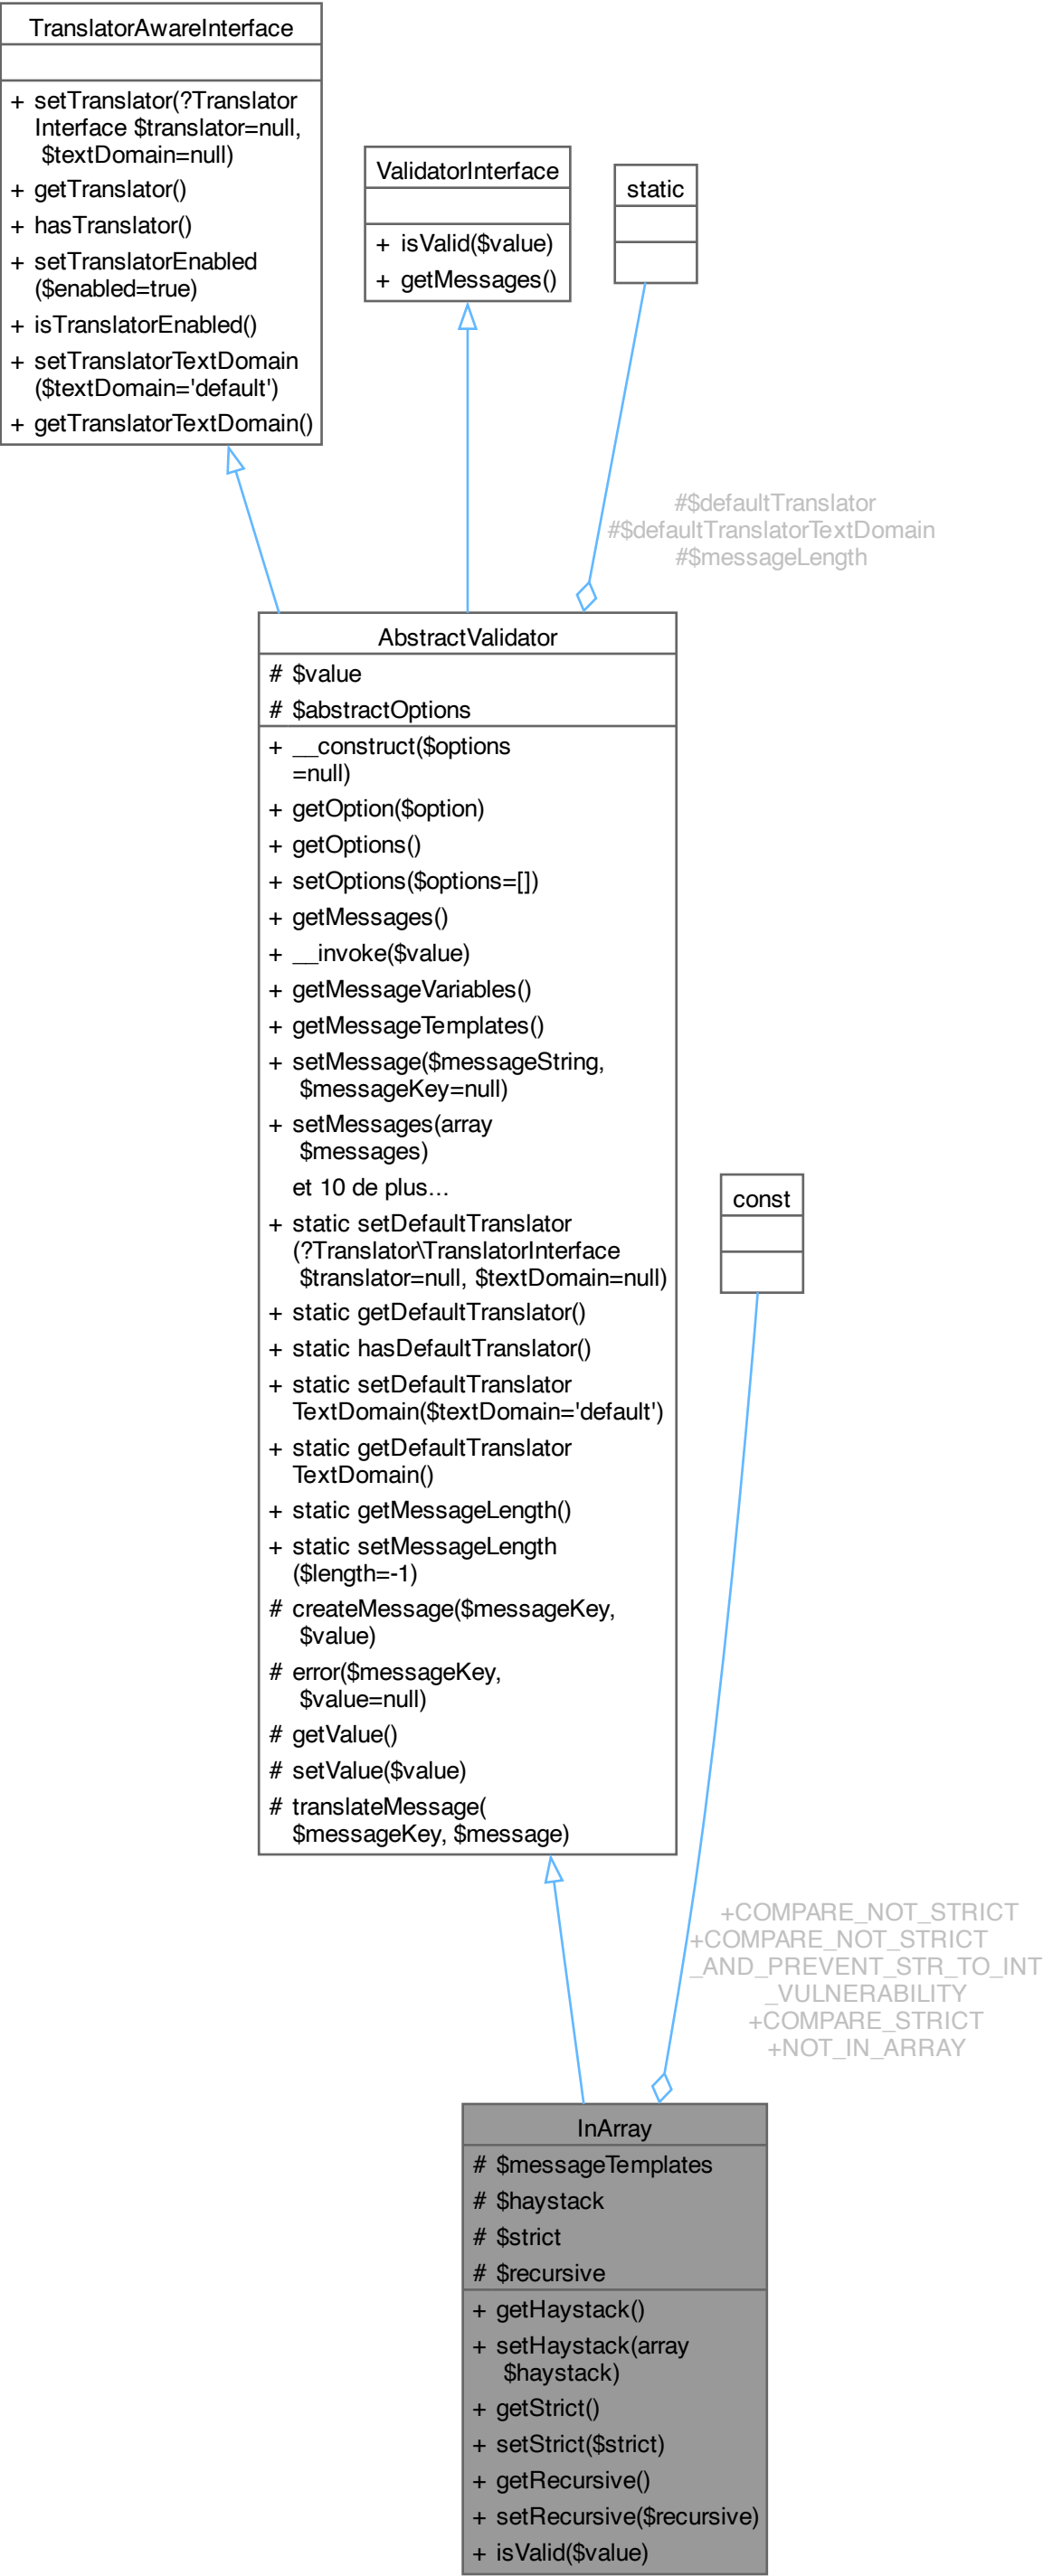 TranslatorAwareInterface
+ setTranslator(?Translator
Interface $translator=null,
$textDomain=null)
+ getTranslator()
+ hasTranslator()
+ setTranslatorEnabled
($enabled=true)
+ isTranslatorEnabled()
+ setTranslatorTextDomain
($textDomain='default')
+ getTranslatorTextDomain()
ValidatorInterface
+ isValid($value)
+ getMessages()
static
#$defaultTranslator
#$defaultTranslatorTextDomain
#$messageLength
AbstractValidator
# $value
# $abstractOptions
+ __construct($options
=null)
+ getOption($option)
+ getOptions()
+ setOptions($options=[])
+ getMessages()
+ __invoke($value)
+ getMessageVariables()
+ getMessageTemplates()
+ setMessage($messageString,
$messageKey=null)
+ setMessages(array
$messages)
et 10 de plus...
+ static setDefaultTranslator
(?Translator\TranslatorInterface
$translator=null, $textDomain=null)
+ static getDefaultTranslator()
+ static hasDefaultTranslator()
+ static setDefaultTranslator
TextDomain($textDomain='default')
+ static getDefaultTranslator
TextDomain()
+ static getMessageLength()
+ static setMessageLength
($length=-1)
# createMessage($messageKey,
$value)
# error($messageKey,
$value=null)
# getValue()
# setValue($value)
# translateMessage(
$messageKey, $message)
const
+COMPARE_NOT_STRICT
+COMPARE_NOT_STRICT
_AND_PREVENT_STR_TO_INT
_VULNERABILITY
+COMPARE_STRICT
+NOT_IN_ARRAY
InArray
# $messageTemplates
# $haystack
# $strict
# $recursive
+ getHaystack()
+ setHaystack(array
$haystack)
+ getStrict()
+ setStrict($strict)
+ getRecursive()
+ setRecursive($recursive)
+ isValid($value)